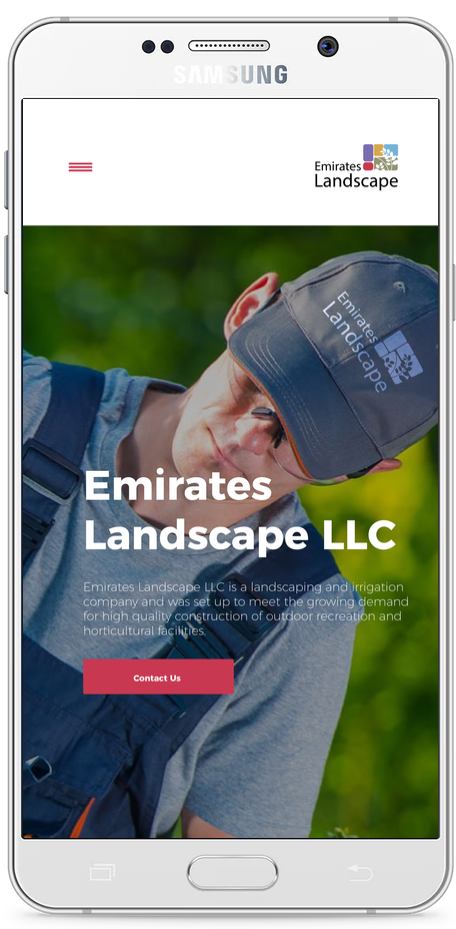 SAMSUNG
Emirates
Landscape
Emirates
Landscape
Emirates
Landscape LLC
Emirates Landscape LLC is a landscaping and irrigation
company and was set up to meet the growing demand
for high quality construction of outdoor recreation and
horticultural facilities.
Contact Us